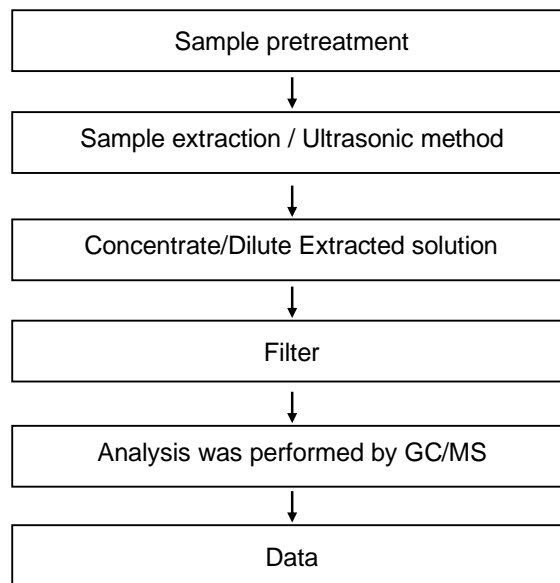 Sample pretreatment
Sample extraction / Ultrasonic method
Concentrate/Dilute Extracted solution
Filter
Analysis was performed by GC/MS
Data